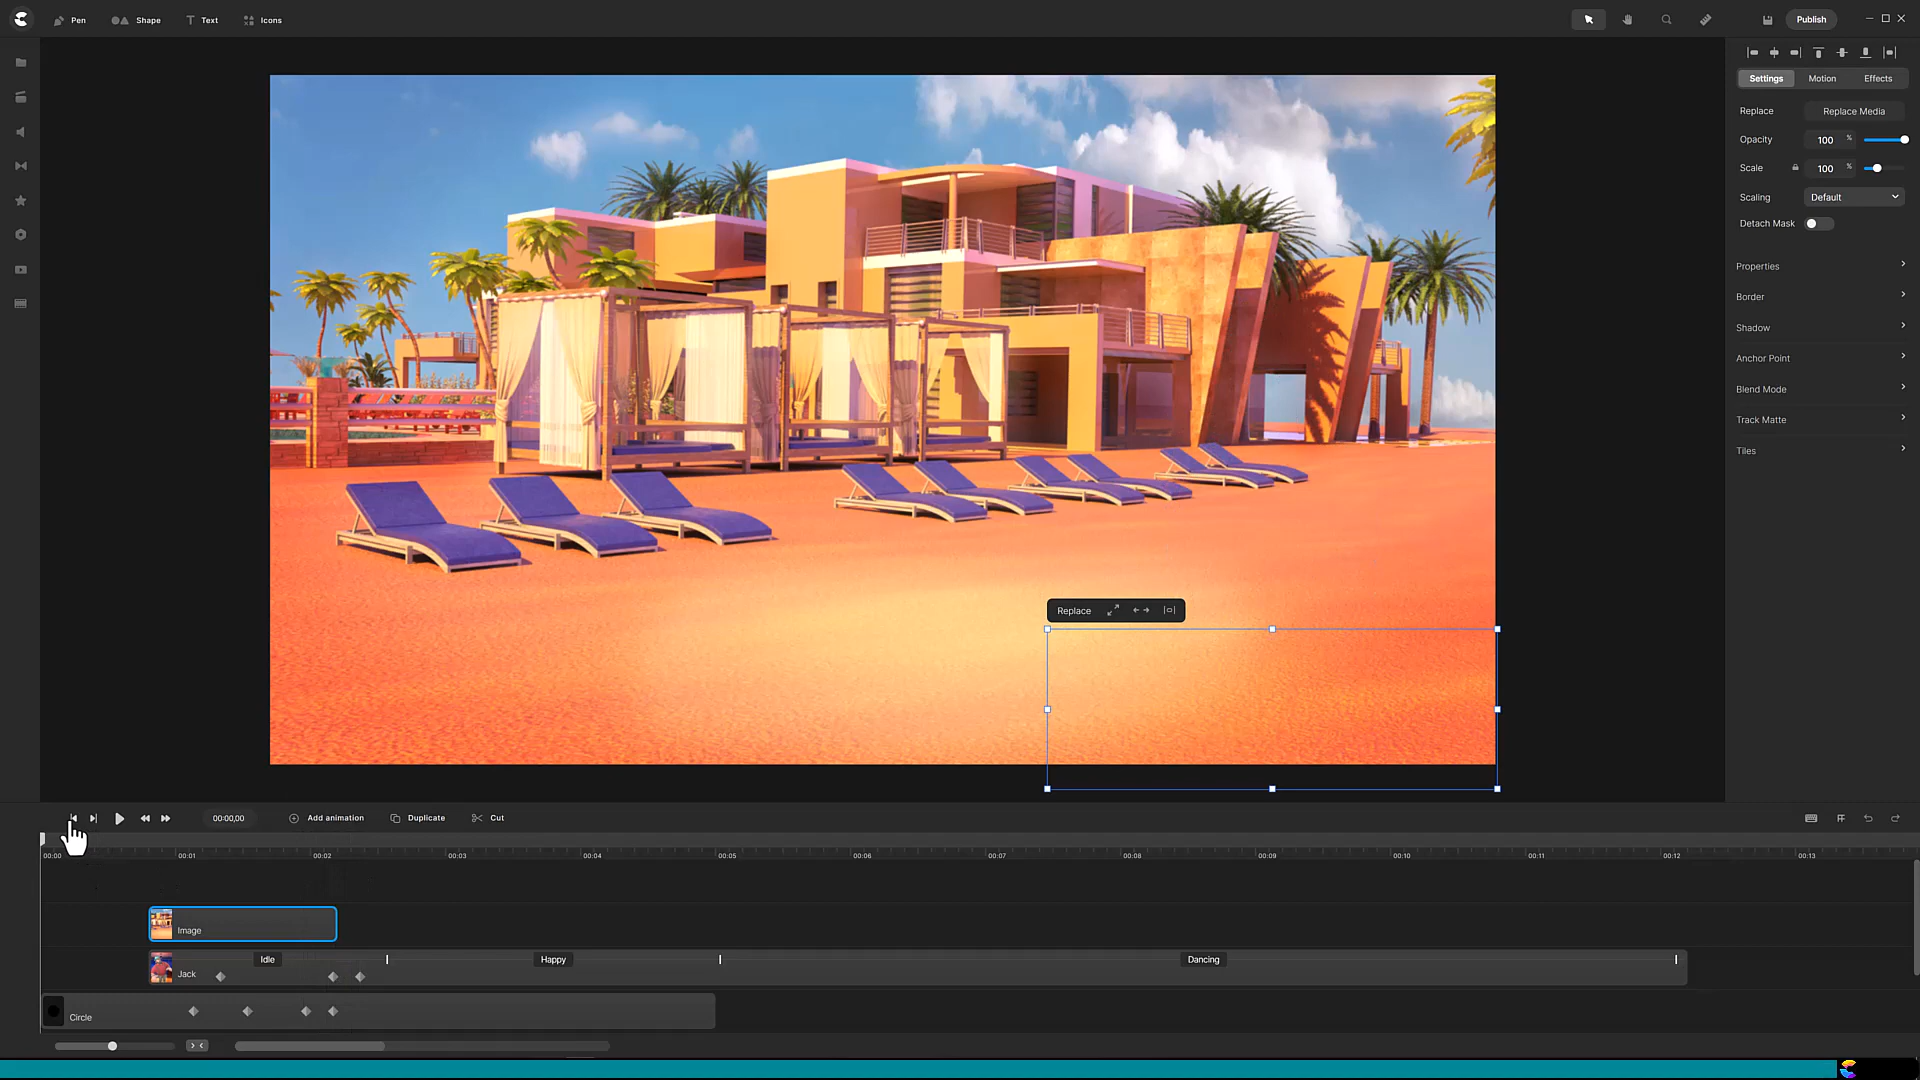 Pen
Shape
Text
Icons
Publish
Settings
Motion
Effects
Replace
Replace Media
Opacity
100 %
Scale
100 %
Scaling
Default
Detach Mask
Properties
Border
Shadow
Anchor Point
Blend Mode
Track Matte
Tiles
Replace
00:00,00
Add animation
Duplicate
Cut
00:00
00:01
00:02
00:03
00:04
00:05
00:06
00:07
00:08
00:09
00:10
00:11
00:12
00:13
Image
Jack
Idle
Happy
Dancing
Circle